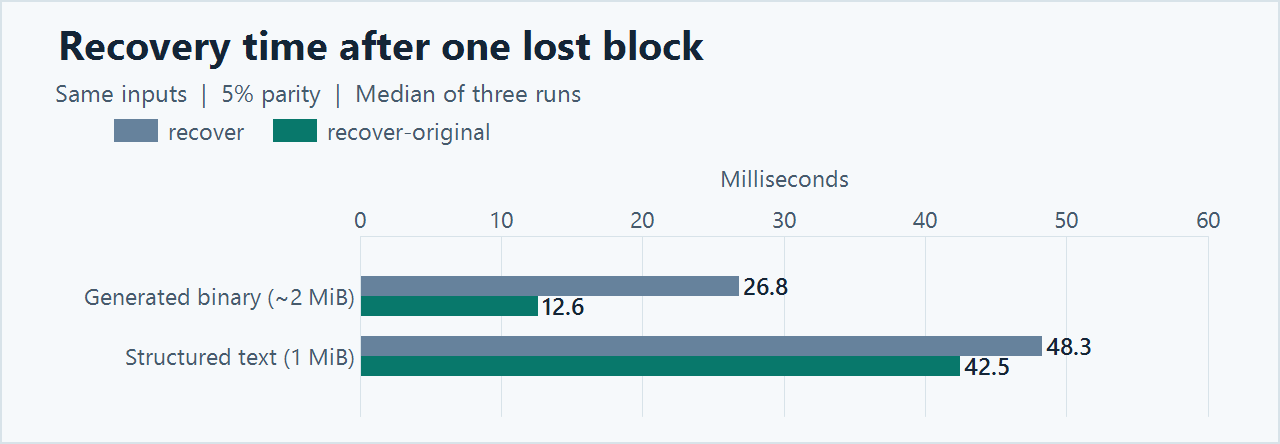 Recovery time after one lost block
Same inputs | 5% parity | Median of three runs
recover recover-original
Milliseconds
0 10 20 30 40 50 60
Generated binary (~2 MiB) 26.8
12.6
Structured text (1 MiB) 48.3
42.5